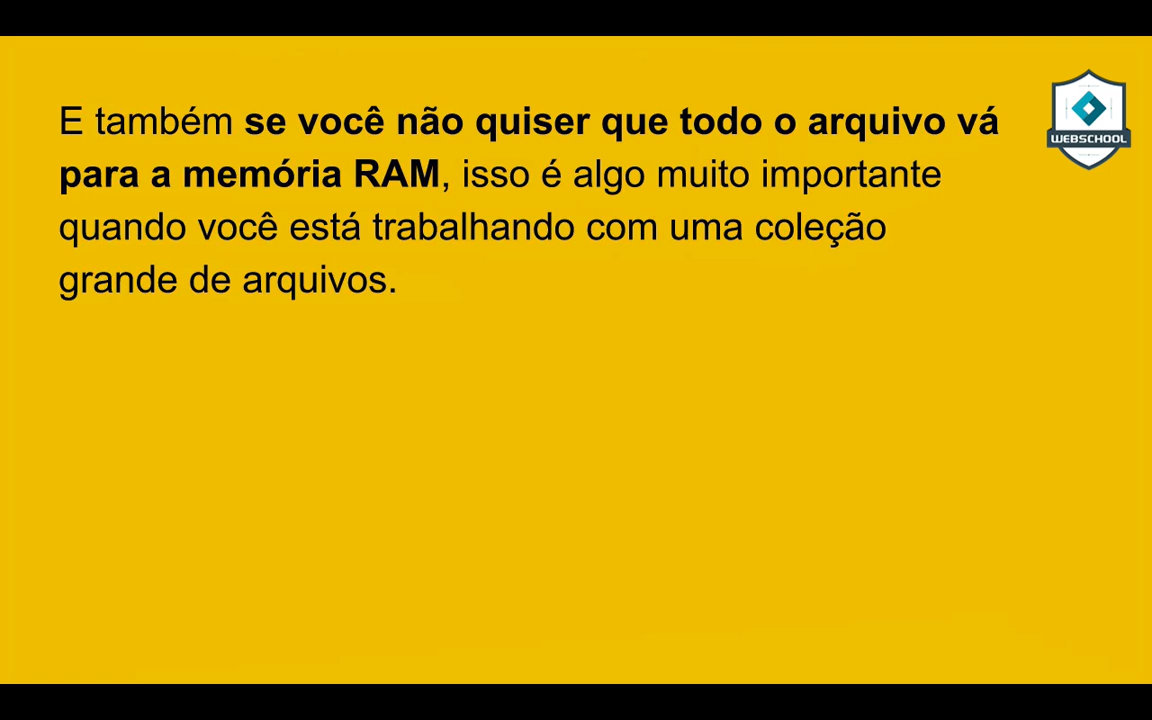 E também se você não quiser que todo o arquivo vá
para a memória RAM, isso é algo muito importante
quando você está trabalhando com uma coleção
grande de arquivos.
WEBSCHOOL